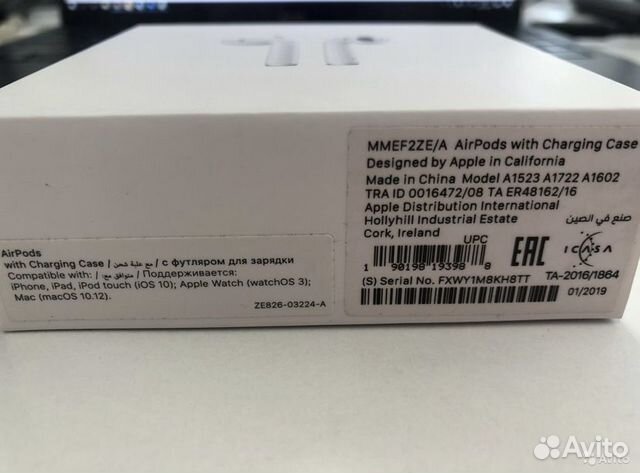 MMEF2ZE/A AirPods with Charging Case
Designed by Apple in California
Made in China Model A1523 A1722 A1602
TRA ID 0016472/08 TA ER48162/16
Apple Distribution International
Hollyhill Industrial Estate صنع في الصين
Cork, Ireland
UPC
1 90198 19398 8
EAC
ICASA
TA-2016/1864
(S) Serial No. FXWY1M8KH8TT
01/2019
AirPods
with Charging Case / مع علبة شحن / с футляром для зарядки
Compatible with: / متوافق مع: / Поддерживается:
iPhone, iPad, iPod touch (iOS 10); Apple Watch (watchOS 3);
Mac (macOS 10.12).
ZE826-03224-A
Avito